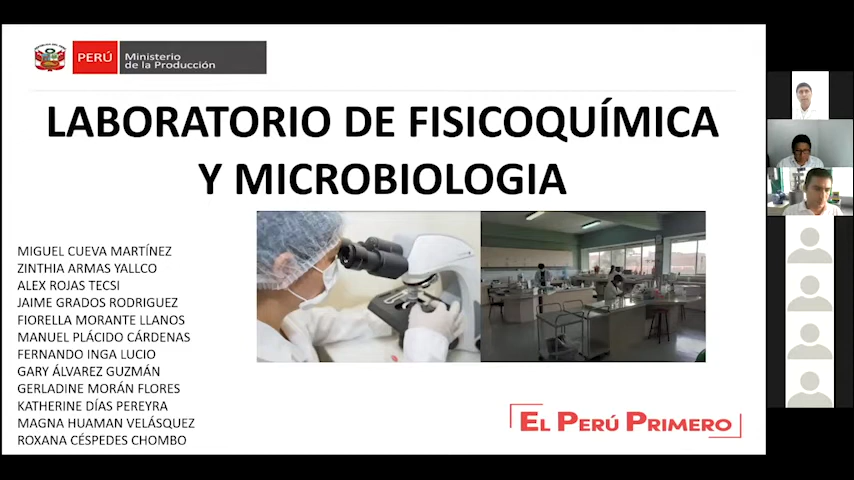 PERÚ
Ministerio
de la Producción
LABORATORIO DE FISICOQUÍMICA
Y MICROBIOLOGIA
MIGUEL CUEVA MARTÍNEZ
ZINTHIA ARMAS YALLCO
ALEX ROJAS TECSI
JAIME GRADOS RODRIGUEZ
FIORELLA MORANTE LLANOS
MANUEL PLÁCIDO CÁRDENAS
FERNANDO INGA LUCIO
GARY ÁLVAREZ GUZMÁN
GERLADINE MORÁN FLORES
KATHERINE DÍAS PEREYRA
MAGNA HUAMAN VELÁSQUEZ
ROXANA CÉSPEDES CHOMBO
EL PERÚ PRIMERO